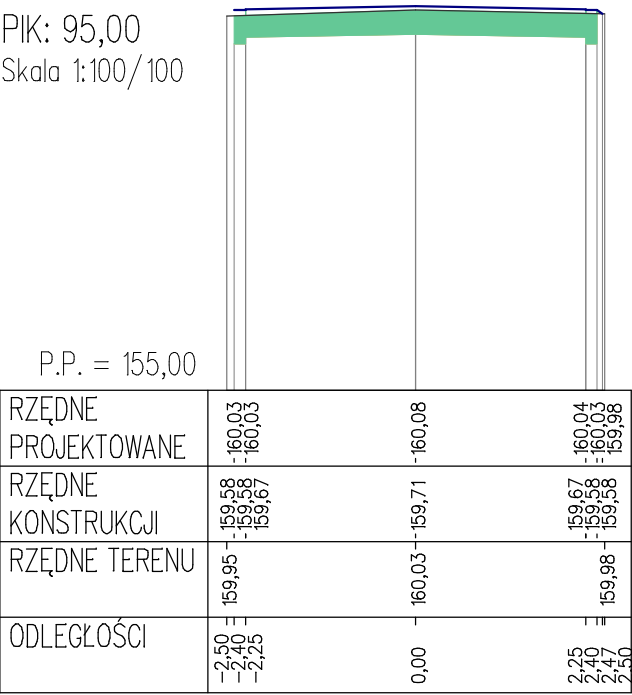 PIK: 95,00
Skala 1:100/100
P.P. = 155,00
RZĘDNE PROJEKTOWANE
160,03 160,03 160,08 160,04 160,03 159,98
RZĘDNE KONSTRUKCJI
159,58 159,58 159,67 159,71 159,67 159,58 159,58
RZĘDNE TERENU
159,95 160,03 159,98
ODLEGŁOŚCI
-2,50 -2,40 -2,25 0,00 2,25 2,40 2,47 2,50